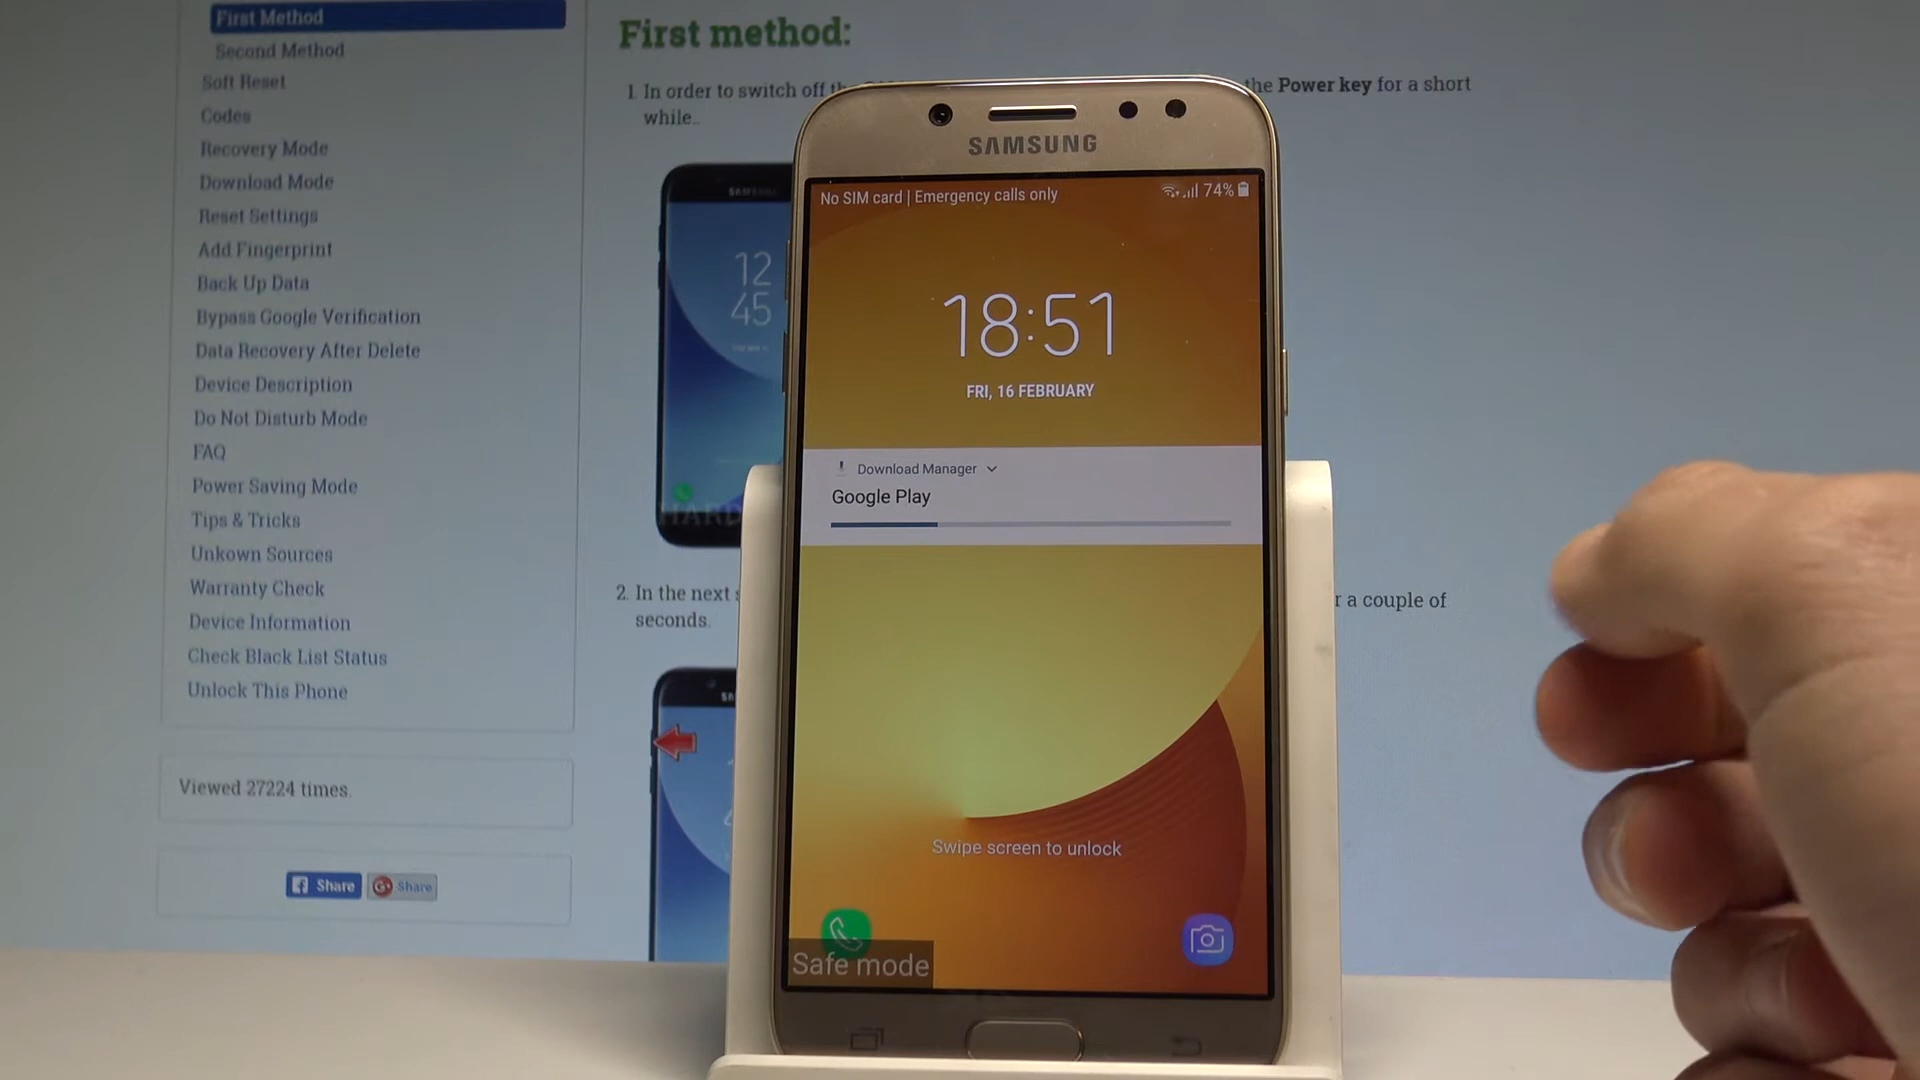 First Method
Second Method
Soft Reset
Codes
Recovery Mode
Download Mode
Reset Settings
Add Fingerprint
Back Up Data
Bypass Google Verification
Data Recovery After Delete
Device Description
Do Not Disturb Mode
FAQ
Power Saving Mode
Tips & Tricks
Unkown Sources
Warranty Check
Device Information
Check Black List Status
Unlock This Phone
Viewed 27224 times.
Share
Share
First method:
1. In order to switch off the Power key for a short
while..
SAMSUNG
12
45
HARD
2. In the next
r a couple of
seconds.
SAMSUNG
No SIM card | Emergency calls only
74%
18:51
FRI, 16 FEBRUARY
Download Manager
Google Play
Swipe screen to unlock
Safe mode